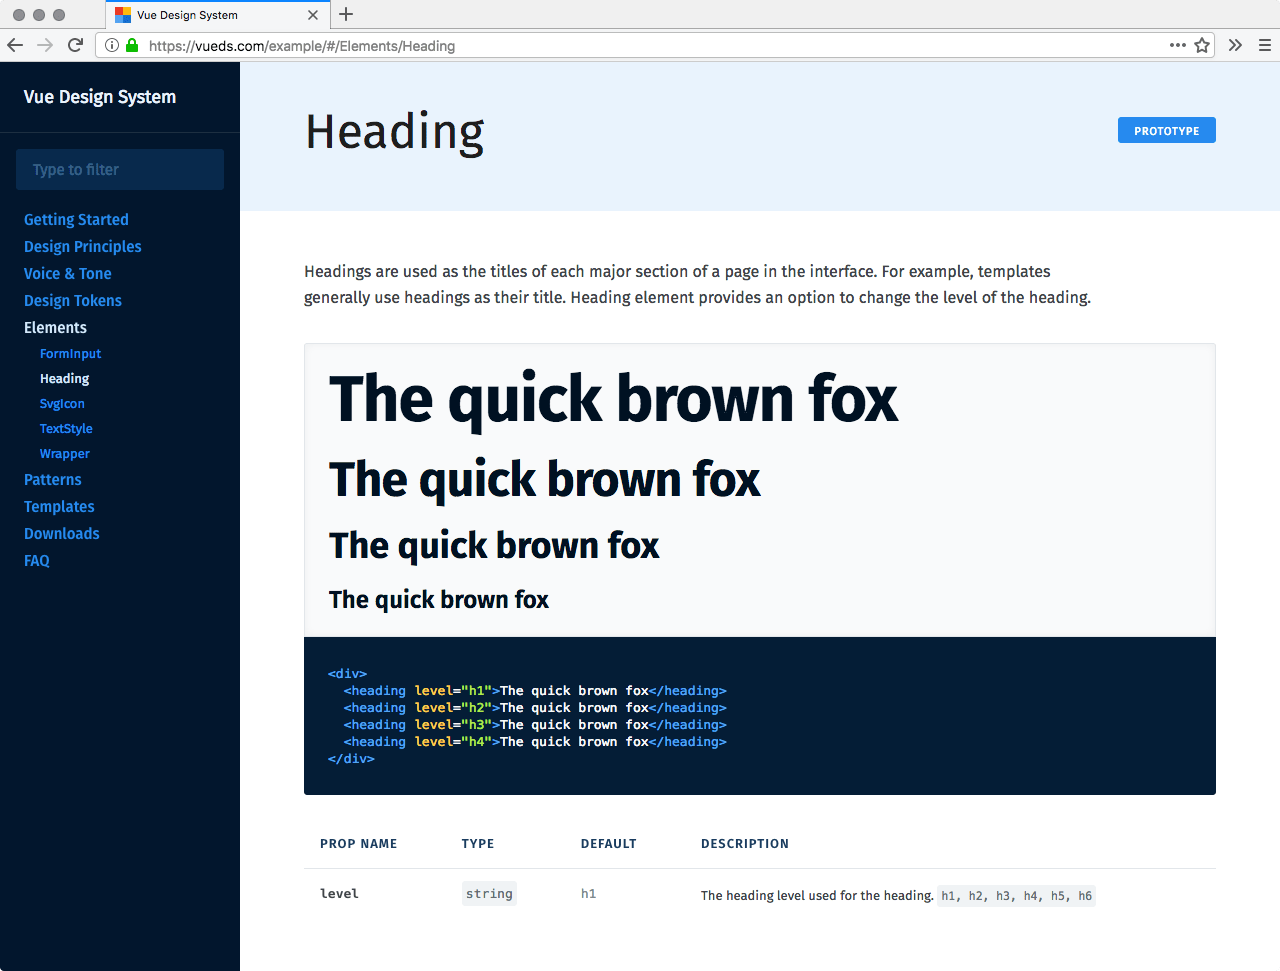 Vue Design System
https://vueds.com/example/#/Elements/Heading
Vue Design System
Type to filter
Getting Started
Design Principles
Voice & Tone
Design Tokens
Elements
FormInput
Heading
SvgIcon
TextStyle
Wrapper
Patterns
Templates
Downloads
FAQ
Heading
PROTOTYPE
Headings are used as the titles of each major section of a page in the interface. For example, templates
generally use headings as their title. Heading element provides an option to change the level of the heading.
The quick brown fox
The quick brown fox
The quick brown fox
The quick brown fox
<div>
  <heading level="h1">The quick brown fox</heading>
  <heading level="h2">The quick brown fox</heading>
  <heading level="h3">The quick brown fox</heading>
  <heading level="h4">The quick brown fox</heading>
</div>
PROP NAME TYPE DEFAULT DESCRIPTION
level string h1 The heading level used for the heading. h1, h2, h3, h4, h5, h6